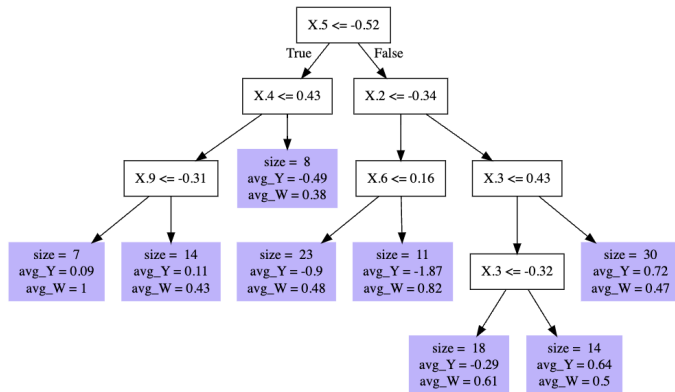 X.5 <= -0.52
True
False
X.4 <= 0.43
X.2 <= -0.34
X.9 <= -0.31
size = 8
avg_Y = -0.49
avg_W = 0.38
X.6 <= 0.16
X.3 <= 0.43
size = 7
avg_Y = 0.09
avg_W = 1
size = 14
avg_Y = 0.11
avg_W = 0.43
size = 23
avg_Y = -0.9
avg_W = 0.48
size = 11
avg_Y = -1.87
avg_W = 0.82
X.3 <= -0.32
size = 30
avg_Y = 0.72
avg_W = 0.47
size = 18
avg_Y = -0.29
avg_W = 0.61
size = 14
avg_Y = 0.64
avg_W = 0.5